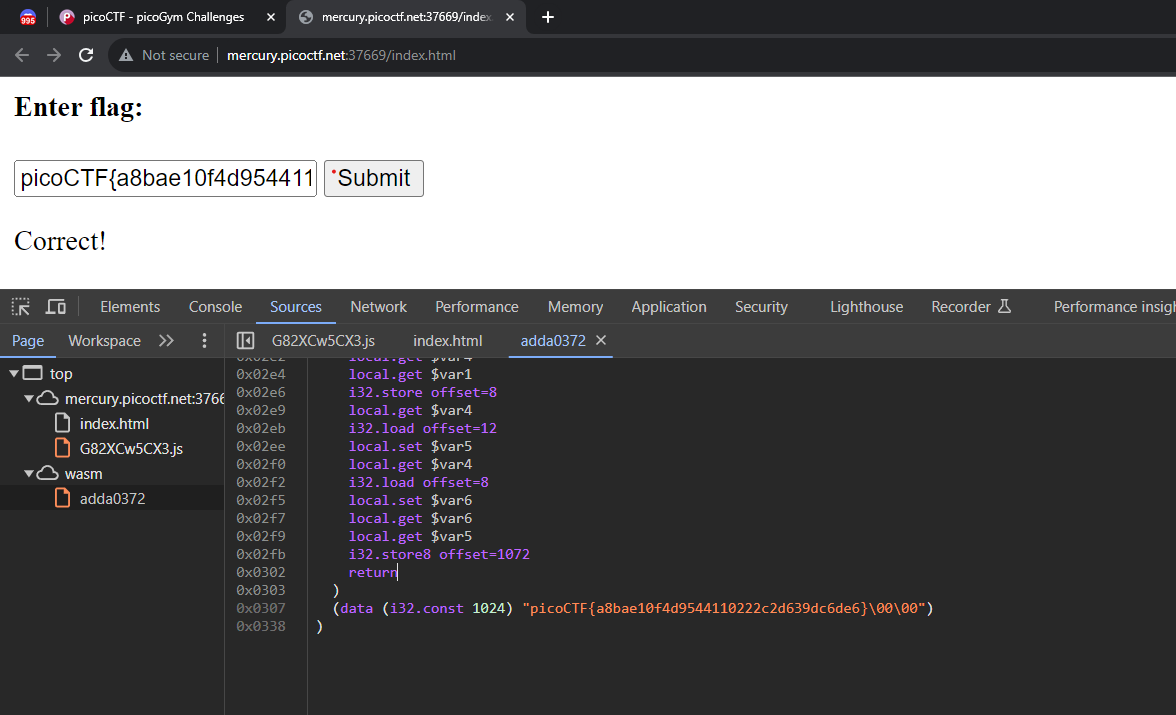 995 picoCTF - picoGym Challenges mercury.picoctf.net:37669/index
Not secure mercury.picoctf.net:37669/index.html
Enter flag:
picoCTF{a8bae10f4d954411 Submit
Correct!
Elements Console Sources Network Performance Memory Application Security Lighthouse Recorder Performance insig
Page Workspace G82XCw5CX3.js index.html adda0372
top
mercury.picoctf.net:3766
index.html
G82XCw5CX3.js
wasm
adda0372
0x02e2 local.get $var4
0x02e4 local.get $var1
0x02e6 i32.store offset=8
0x02e9 local.get $var4
0x02eb i32.load offset=12
0x02ee local.set $var5
0x02f0 local.get $var4
0x02f2 i32.load offset=8
0x02f5 local.set $var6
0x02f7 local.get $var6
0x02f9 local.get $var5
0x02fb i32.store8 offset=1072
0x0302 return
0x0303 )
0x0307 (data (i32.const 1024) "picoCTF{a8bae10f4d9544110222c2d639dc6de6}\00\00")
0x0338 )